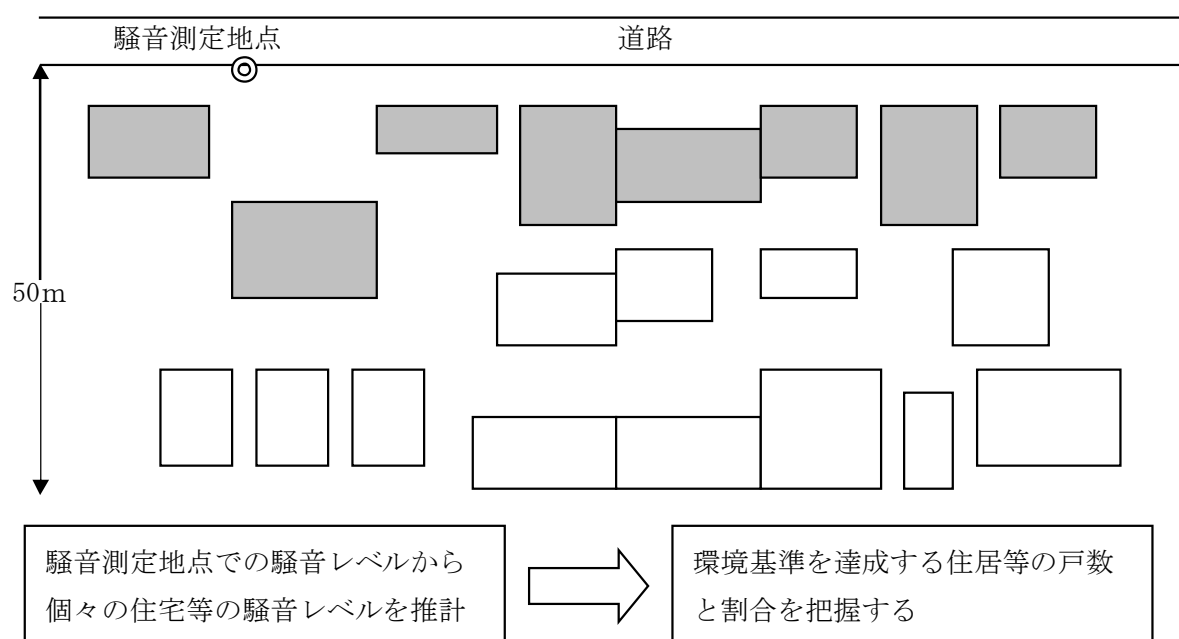 騒音測定地点
道路
50m
騒音測定地点での騒音レベルから
個々の住宅等の騒音レベルを推計
環境基準を達成する住居等の戸数
と割合を把握する